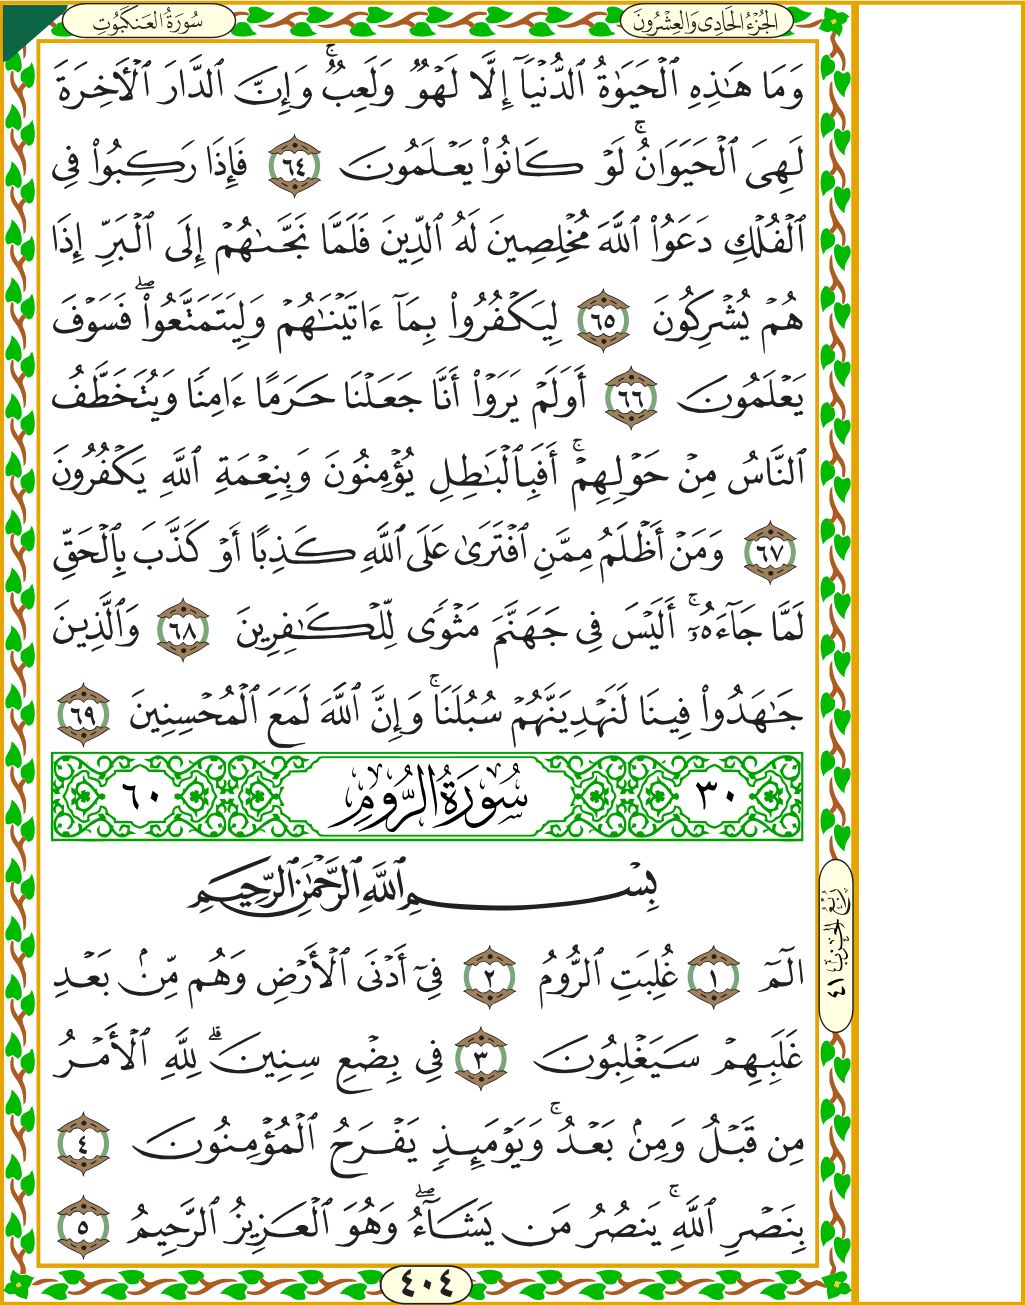 الجُزْءُ الحَادِي وَالعِشْرُونَ
سُورَةُ العَنكَبُوتِ
وَمَا هَٰذِهِ ٱلْحَيَوٰةُ ٱلدُّنْيَآ إِلَّا لَهْوٌ وَلَعِبٌ ۚ وَإِنَّ ٱلدَّارَ ٱلْأٓخِرَةَ
لَهِىَ ٱلْحَيَوَانُ ۚ لَوْ كَانُوا۟ يَعْلَمُونَ ٦٤ فَإِذَا رَكِبُوا۟ فِى
ٱلْفُلْكِ دَعَوُا۟ ٱللَّهَ مُخْلِصِينَ لَهُ ٱلدِّينَ فَلَمَّا نَجَّىٰهُمْ إِلَى ٱلْبَرِّ إِذَا
هُمْ يُشْرِكُونَ ٦٥ لِيَكْفُرُوا۟ بِمَآ ءَاتَيْنَٰهُمْ وَلِيَتَمَتَّعُوا۟ ۖ فَسَوْفَ
يَعْلَمُونَ ٦٦ أَوَلَمْ يَرَوْا۟ أَنَّا جَعَلْنَا حَرَمًا ءَامِنًا وَيُتَخَطَّفُ
ٱلنَّاسُ مِنْ حَوْلِهِمْ ۚ أَفَبِٱلْبَٰطِلِ يُؤْمِنُونَ وَبِنِعْمَةِ ٱللَّهِ يَكْفُرُونَ
٦٧ وَمَنْ أَظْلَمُ مِمَّنِ ٱفْتَرَىٰ عَلَى ٱللَّهِ كَذِبًا أَوْ كَذَّبَ بِٱلْحَقِّ
لَمَّا جَآءَهُۥٓ ۚ أَلَيْسَ فِى جَهَنَّمَ مَثْوًى لِّلْكَٰفِرِينَ ٦٨ وَٱلَّذِينَ
جَٰهَدُوا۟ فِينَا لَنَهْدِيَنَّهُمْ سُبُلَنَا ۚ وَإِنَّ ٱللَّهَ لَمَعَ ٱلْمُحْسِنِينَ ٦٩
٣٠ سُورَةُ الرُّومِ ٦٠
بِسْمِ ٱللَّهِ ٱلرَّحْمَٰنِ ٱلرَّحِيمِ
الٓمٓ ١ غُلِبَتِ ٱلرُّومُ ٢ فِىٓ أَدْنَى ٱلْأَرْضِ وَهُم مِّنۢ بَعْدِ
غَلَبِهِمْ سَيَغْلِبُونَ ٣ فِى بِضْعِ سِنِينَ ۗ لِلَّهِ ٱلْأَمْرُ
مِن قَبْلُ وَمِنۢ بَعْدُ ۚ وَيَوْمَئِذٍ يَفْرَحُ ٱلْمُؤْمِنُونَ ٤
بِنَصْرِ ٱللَّهِ ۚ يَنصُرُ مَن يَشَآءُ ۖ وَهُوَ ٱلْعَزِيزُ ٱلرَّحِيمُ ٥
رُبْعُ الحِزْبِ ٤١
٤٠٤